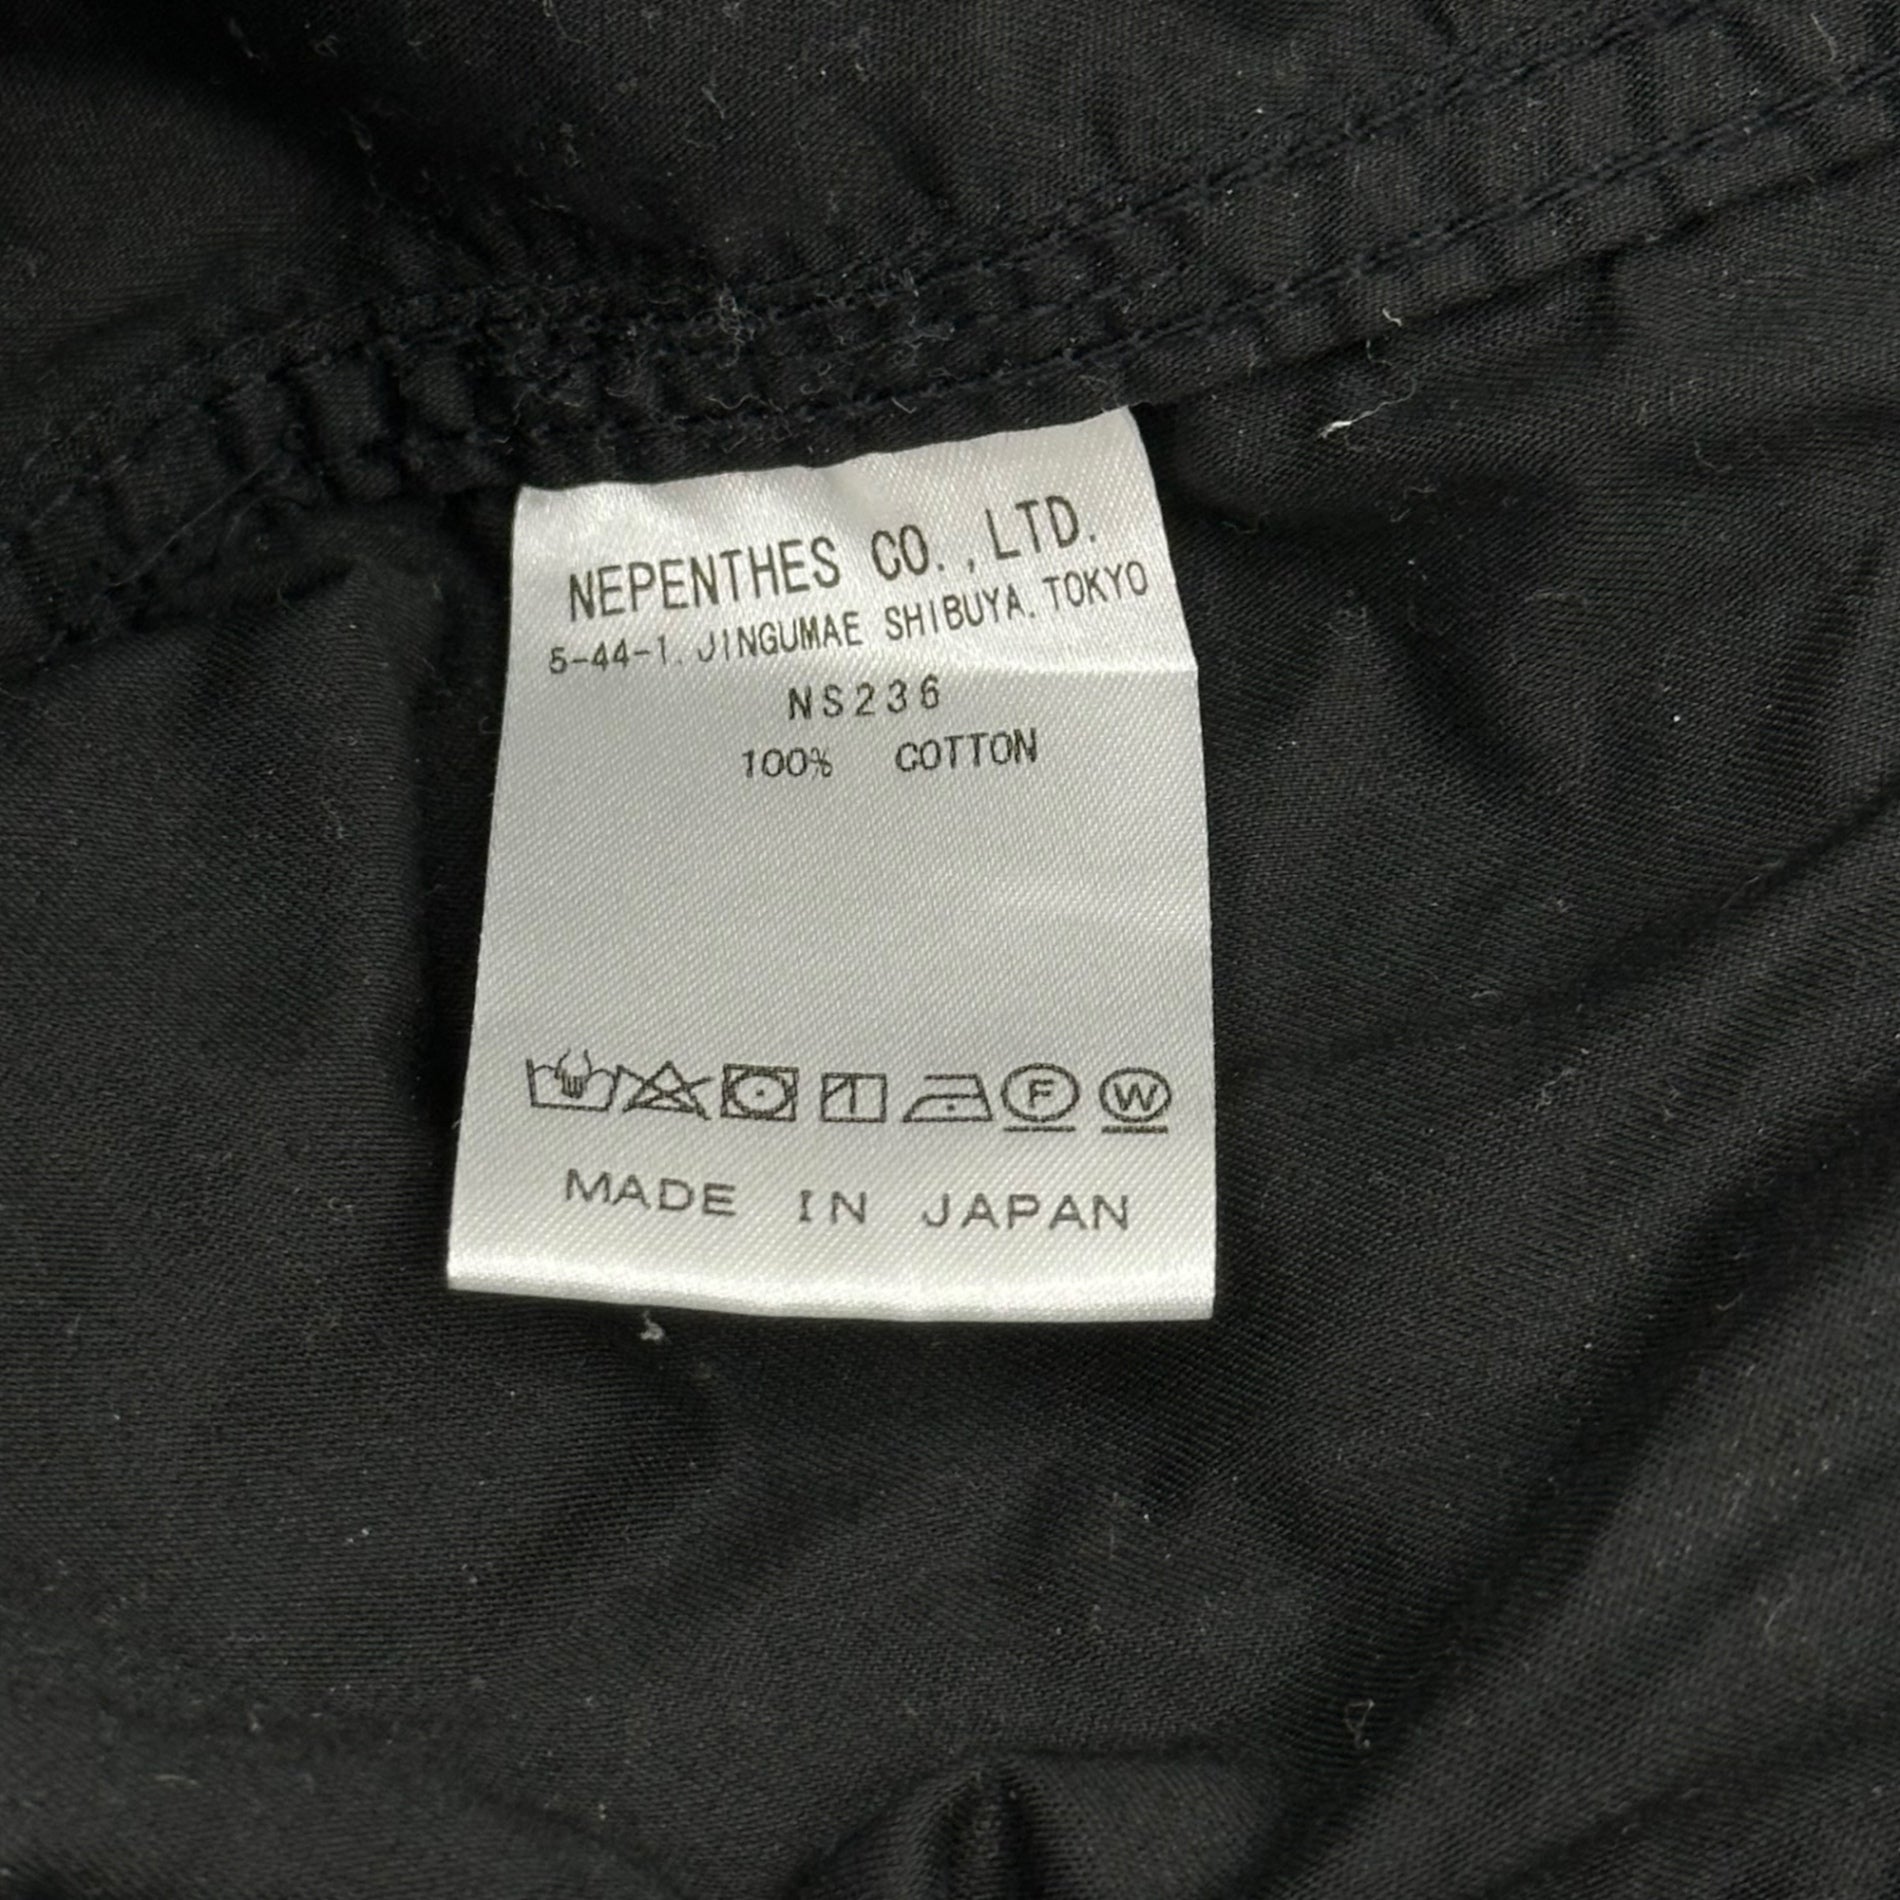 NEPENTHES CO.,LTD.
5-44-1. JINGUMAE SHIBUYA.TOKYO
NS236
100% COTTON
F W
MADE IN JAPAN